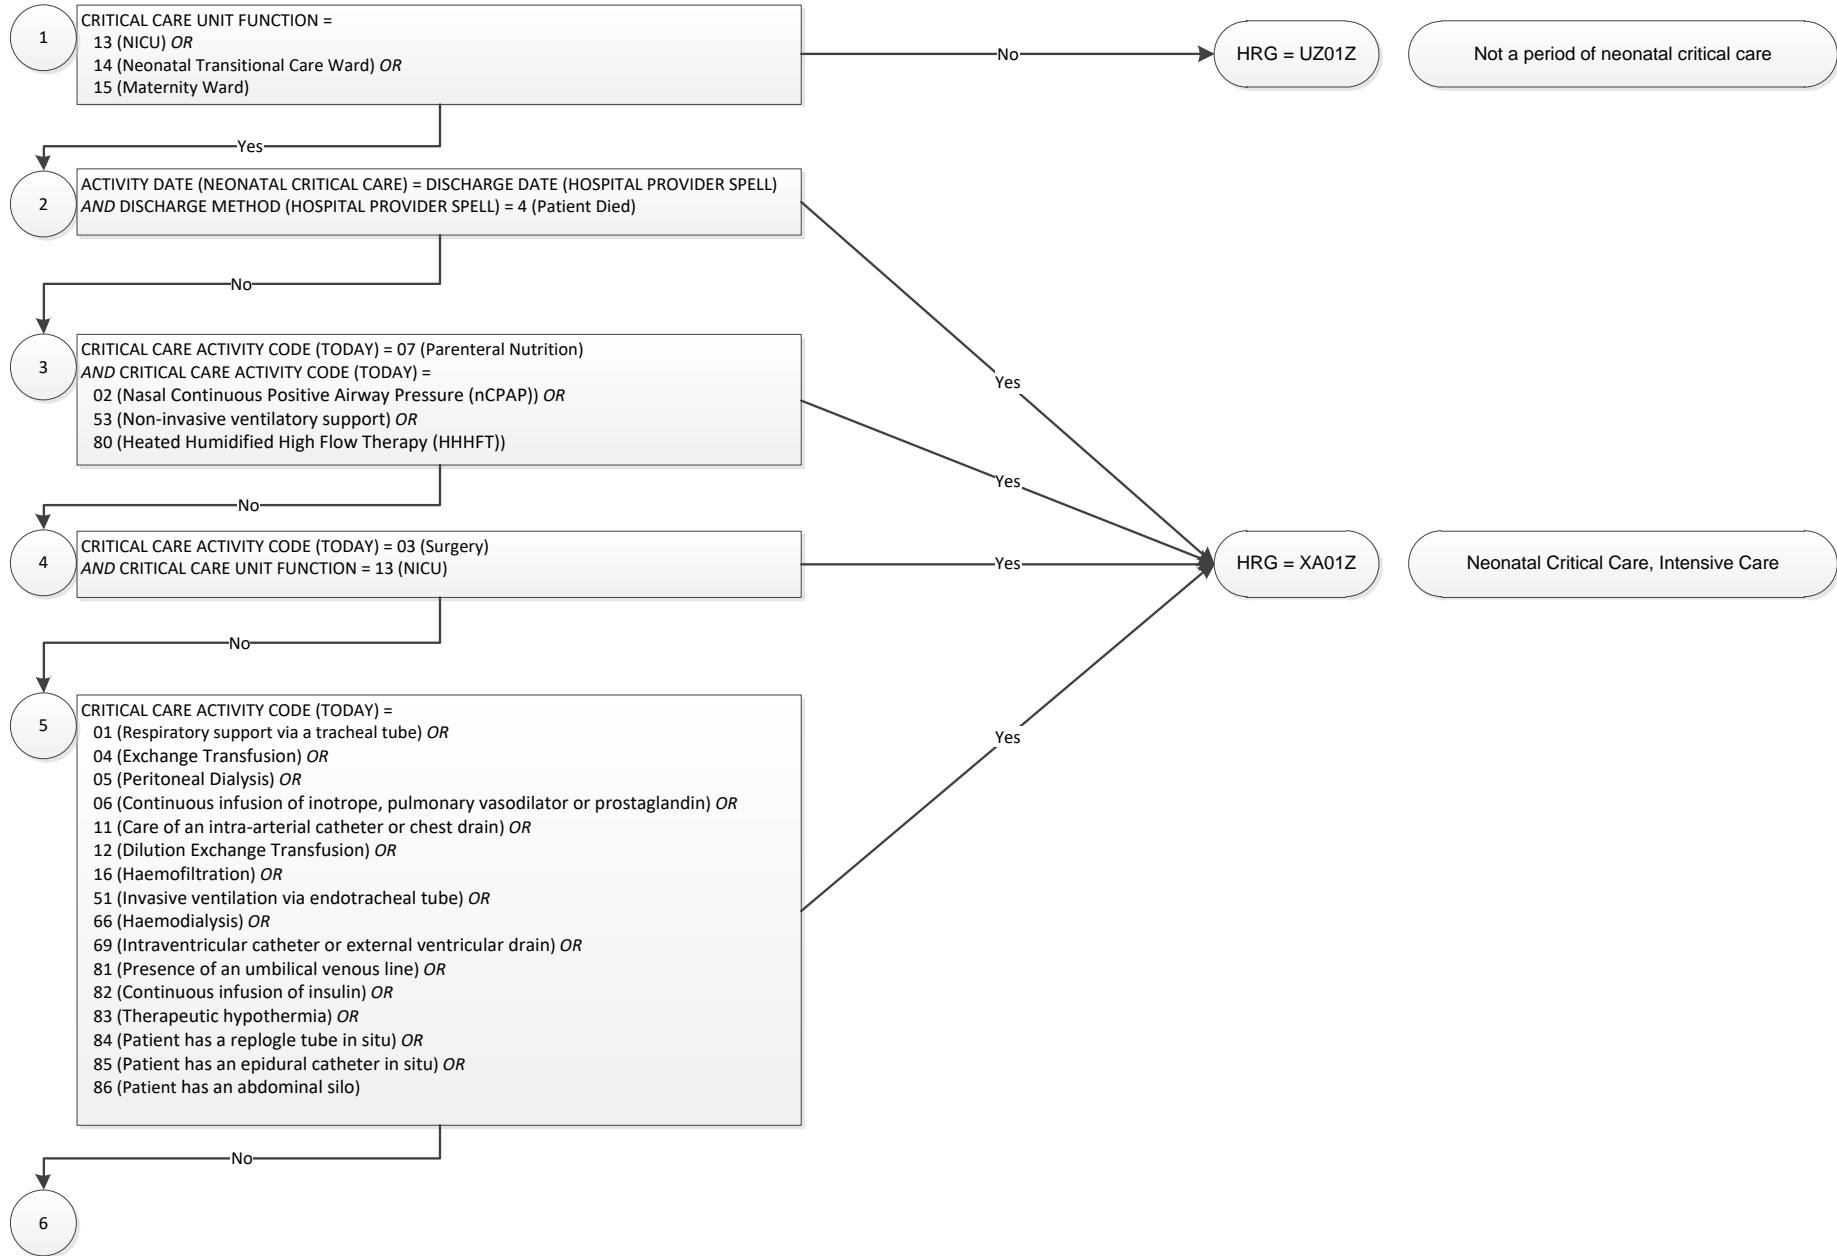 1
CRITICAL CARE UNIT FUNCTION =
13 (NICU) OR
14 (Neonatal Transitional Care Ward) OR
15 (Maternity Ward)
No
HRG = UZ01Z
Not a period of neonatal critical care
Yes
2
ACTIVITY DATE (NEONATAL CRITICAL CARE) = DISCHARGE DATE (HOSPITAL PROVIDER SPELL)
AND DISCHARGE METHOD (HOSPITAL PROVIDER SPELL) = 4 (Patient Died)
Yes
No
3
CRITICAL CARE ACTIVITY CODE (TODAY) = 07 (Parenteral Nutrition)
AND CRITICAL CARE ACTIVITY CODE (TODAY) =
02 (Nasal Continuous Positive Airway Pressure (nCPAP)) OR
53 (Non-invasive ventilatory support) OR
80 (Heated Humidified High Flow Therapy (HHHFT))
Yes
No
4
CRITICAL CARE ACTIVITY CODE (TODAY) = 03 (Surgery)
AND CRITICAL CARE UNIT FUNCTION = 13 (NICU)
Yes
HRG = XA01Z
Neonatal Critical Care, Intensive Care
No
5
CRITICAL CARE ACTIVITY CODE (TODAY) =
01 (Respiratory support via a tracheal tube) OR
04 (Exchange Transfusion) OR
05 (Peritoneal Dialysis) OR
06 (Continuous infusion of inotrope, pulmonary vasodilator or prostaglandin) OR
11 (Care of an intra-arterial catheter or chest drain) OR
12 (Dilution Exchange Transfusion) OR
16 (Haemofiltration) OR
51 (Invasive ventilation via endotracheal tube) OR
66 (Haemodialysis) OR
69 (Intraventricular catheter or external ventricular drain) OR
81 (Presence of an umbilical venous line) OR
82 (Continuous infusion of insulin) OR
83 (Therapeutic hypothermia) OR
84 (Patient has a replogle tube in situ) OR
85 (Patient has an epidural catheter in situ) OR
86 (Patient has an abdominal silo)
Yes
No
6